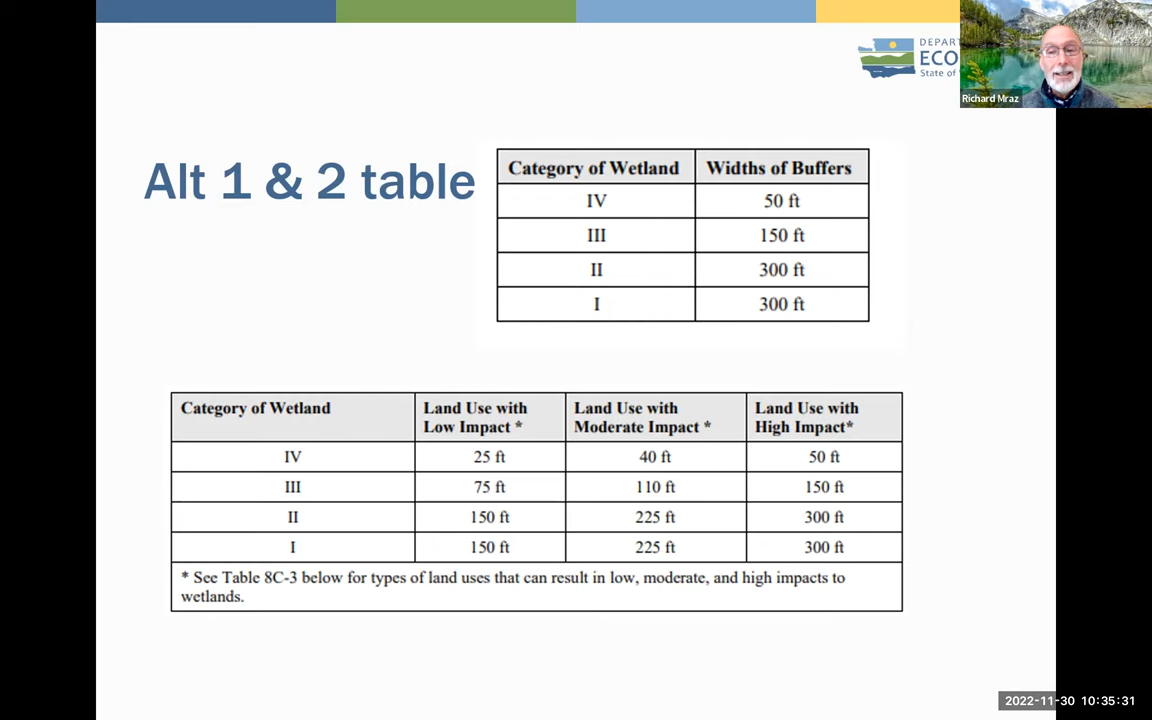 DEPAR
ECO
State of
Richard Mraz
Alt 1 & 2 table
Category of Wetland Widths of Buffers
IV 50 ft
III 150 ft
II 300 ft
I 300 ft
Category of Wetland Land Use with Low Impact * Land Use with Moderate Impact * Land Use with High Impact*
IV 25 ft 40 ft 50 ft
III 75 ft 110 ft 150 ft
II 150 ft 225 ft 300 ft
I 150 ft 225 ft 300 ft
* See Table 8C-3 below for types of land uses that can result in low, moderate, and high impacts to
wetlands.
2022-11-30 10:35:31